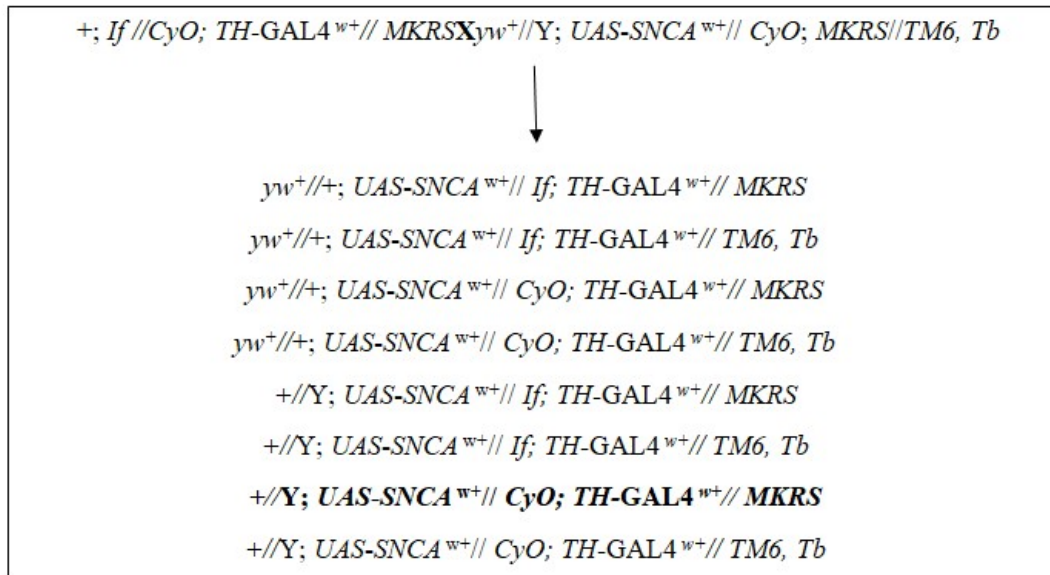 +; If //CyO; TH-GAL4 w+// MKRSXyw+//Y; UAS-SNCA w+// CyO; MKRS//TM6, Tb
yw+//+; UAS-SNCA w+// If; TH-GAL4 w+// MKRS
yw+//+; UAS-SNCA w+// If; TH-GAL4 w+// TM6, Tb
yw+//+; UAS-SNCA w+// CyO; TH-GAL4 w+// MKRS
yw+//+; UAS-SNCA w+// CyO; TH-GAL4 w+// TM6, Tb
+//Y; UAS-SNCA w+// If; TH-GAL4 w+// MKRS
+//Y; UAS-SNCA w+// If; TH-GAL4 w+// TM6, Tb
+//Y; UAS-SNCA w+// CyO; TH-GAL4 w+// MKRS
+//Y; UAS-SNCA w+// CyO; TH-GAL4 w+// TM6, Tb